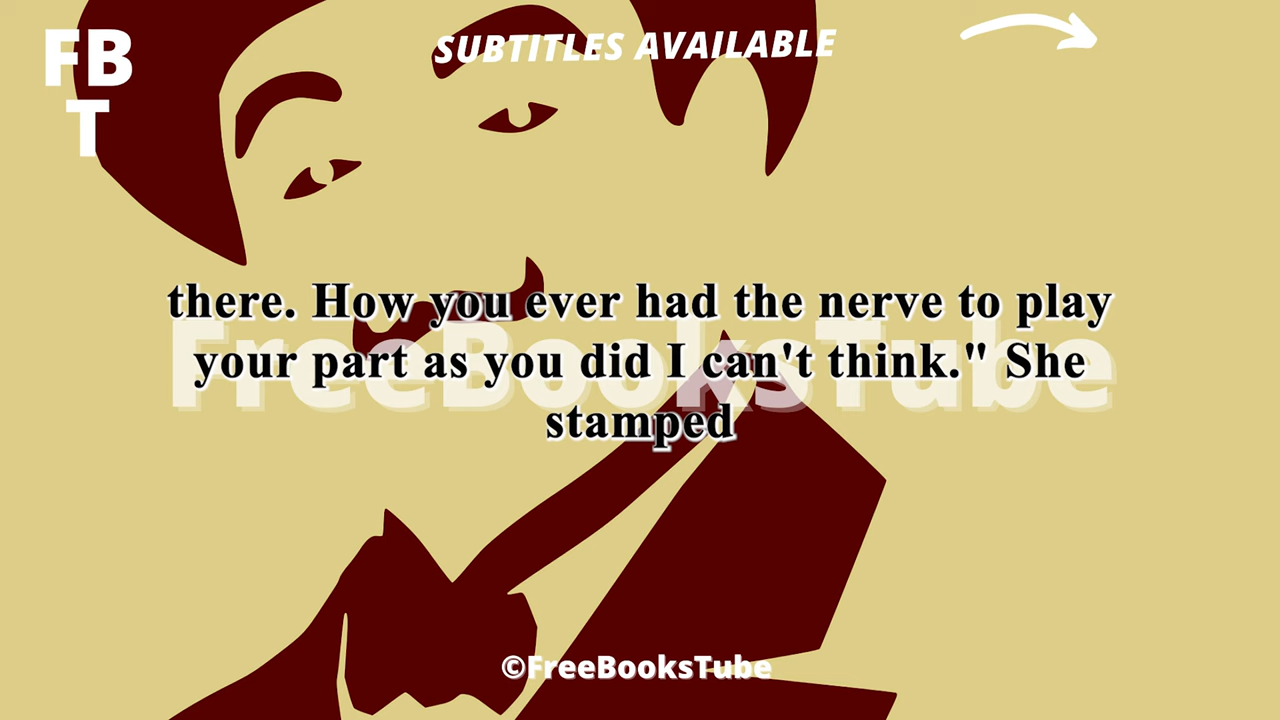 FB
T
SUBTITLES AVAILABLE
there. How you ever had the nerve to play
your part as you did I can't think." She
stamped
FreeBooksTube
©FreeBooksTube